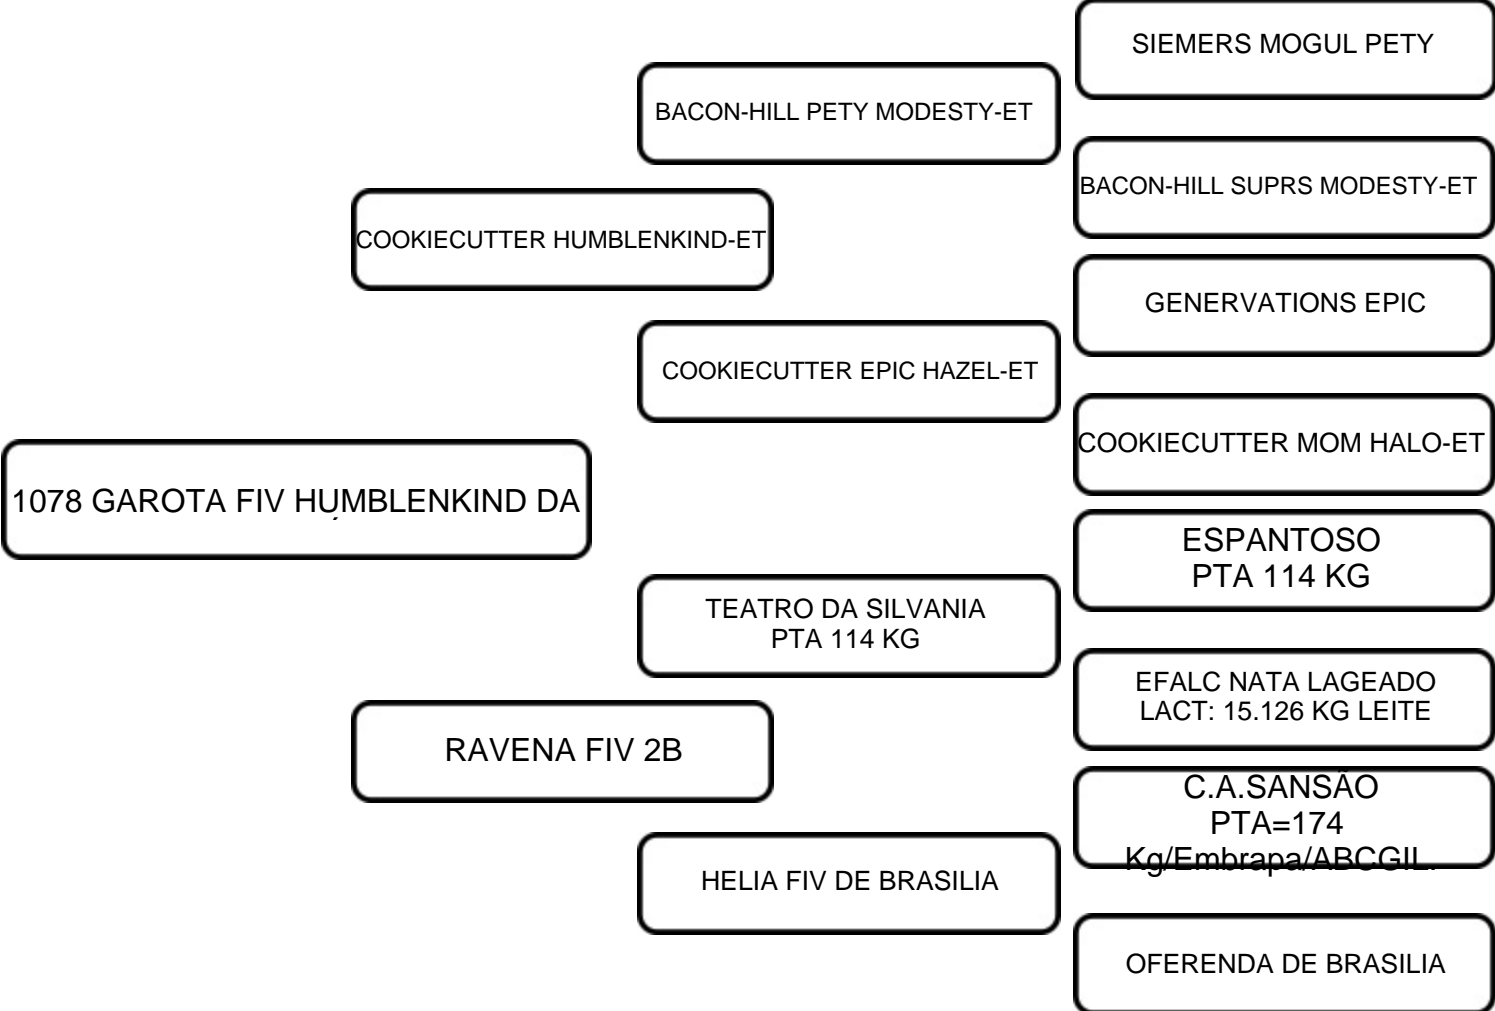 SIEMERS MOGUL PETY
BACON-HILL PETY MODESTY-ET
BACON-HILL SUPRS MODESTY-ET
COOKIECUTTER HUMBLENKIND-ET
GENERVATIONS EPIC
COOKIECUTTER EPIC HAZEL-ET
COOKIECUTTER MOM HALO-ET
1078 GAROTA FIV HUMBLENKIND DA
ESPANTOSO
PTA 114 KG
TEATRO DA SILVANIA
PTA 114 KG
EFALC NATA LAGEADO
LACT: 15.126 KG LEITE
RAVENA FIV 2B
C.A.SANSÃO
PTA=174
Kg/Embrapa/ABCGIL.
HELIA FIV DE BRASILIA
OFERENDA DE BRASILIA